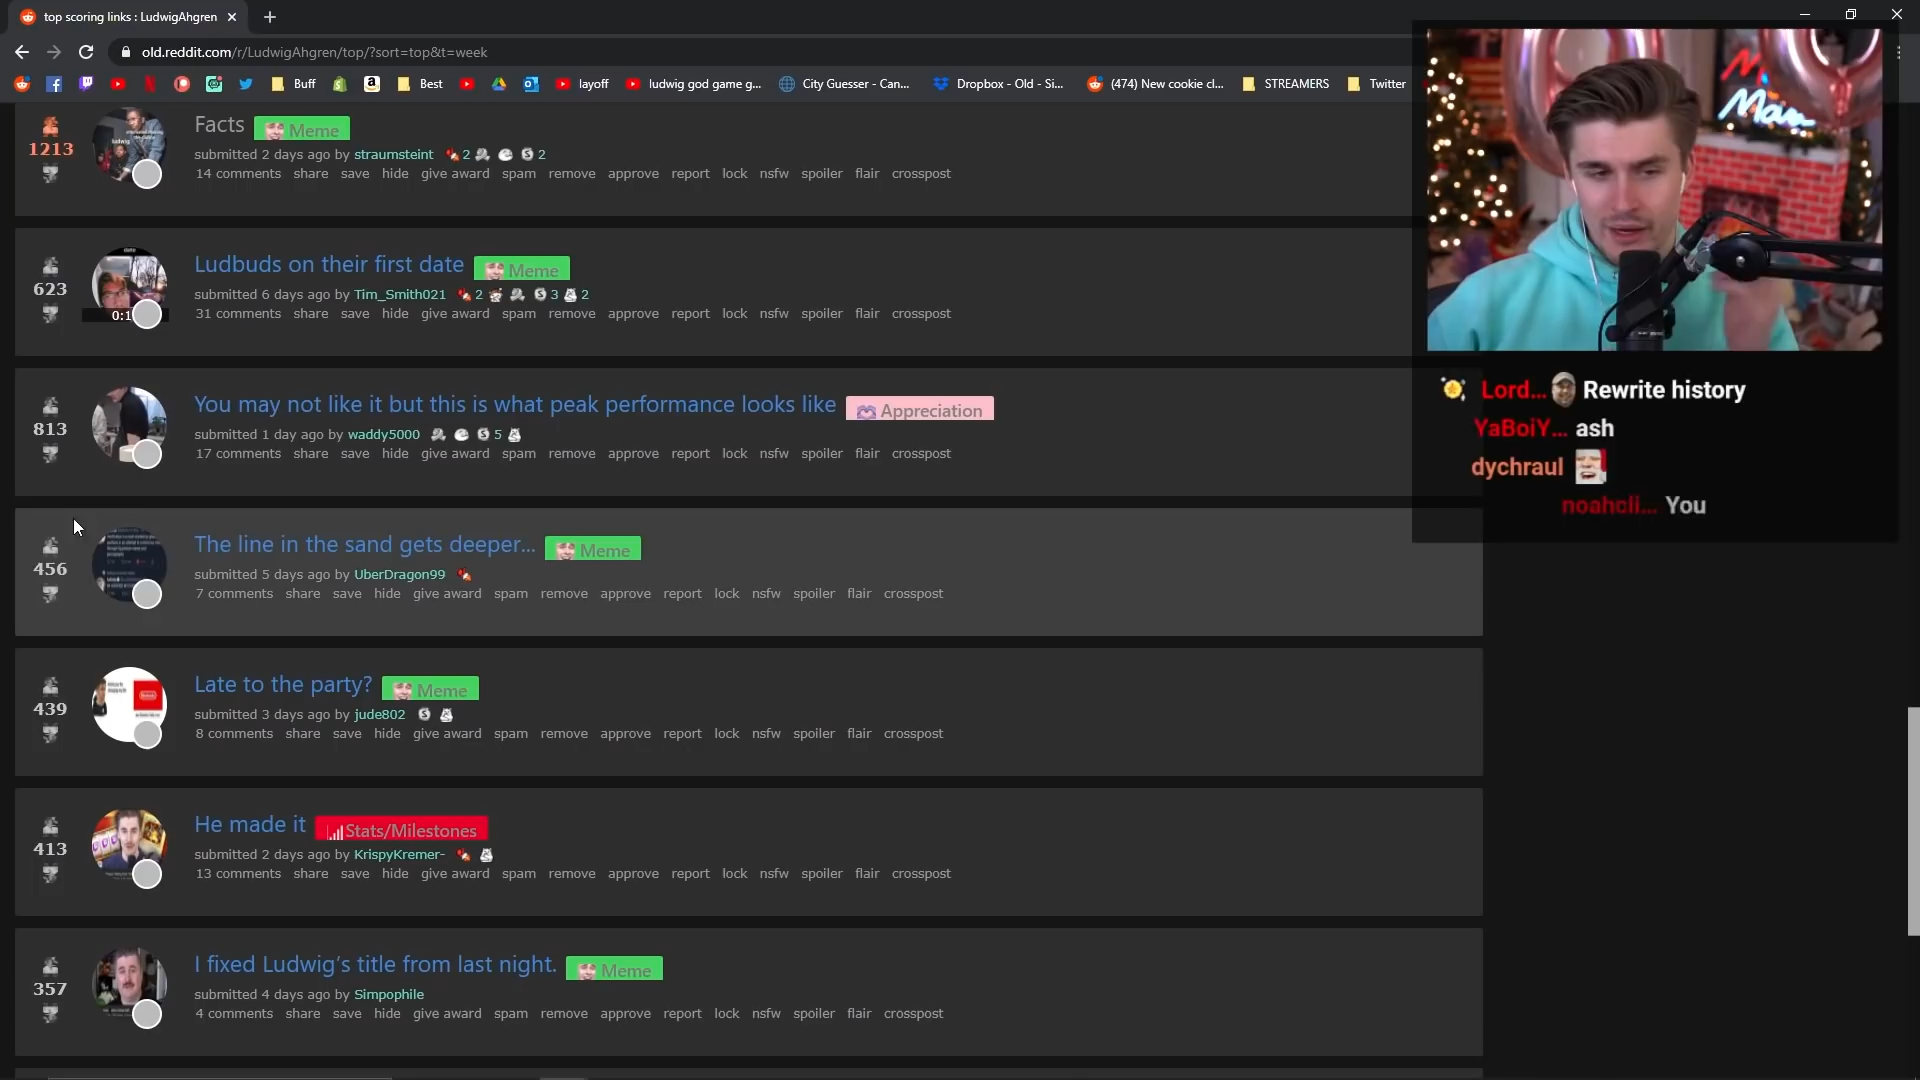 top scoring links : LudwigAhgren
old.reddit.com/r/LudwigAhgren/top/?sort=top&t=week
Buff
Best
layoff
ludwig god game g...
City Guesser - Can...
Dropbox - Old - Si...
(474) New cookie cl...
STREAMERS
Twitter
1213
Facts Meme
submitted 2 days ago by straumsteint 2 2
14 comments share save hide give award spam remove approve report lock nsfw spoiler flair crosspost
623
0:1
Ludbuds on their first date Meme
submitted 6 days ago by Tim_Smith021 2 3 2
31 comments share save hide give award spam remove approve report lock nsfw spoiler flair crosspost
813
You may not like it but this is what peak performance looks like Appreciation
submitted 1 day ago by waddy5000 5
17 comments share save hide give award spam remove approve report lock nsfw spoiler flair crosspost
456
The line in the sand gets deeper... Meme
submitted 5 days ago by UberDragon99
7 comments share save hide give award spam remove approve report lock nsfw spoiler flair crosspost
439
Late to the party? Meme
submitted 3 days ago by jude802
8 comments share save hide give award spam remove approve report lock nsfw spoiler flair crosspost
413
He made it Stats/Milestones
submitted 2 days ago by KrispyKremer-
13 comments share save hide give award spam remove approve report lock nsfw spoiler flair crosspost
357
I fixed Ludwig's title from last night. Meme
submitted 4 days ago by Simpophile
4 comments share save hide give award spam remove approve report lock nsfw spoiler flair crosspost
Lord... Rewrite history
YaBoiY... ash
dychraul
noahcli... You